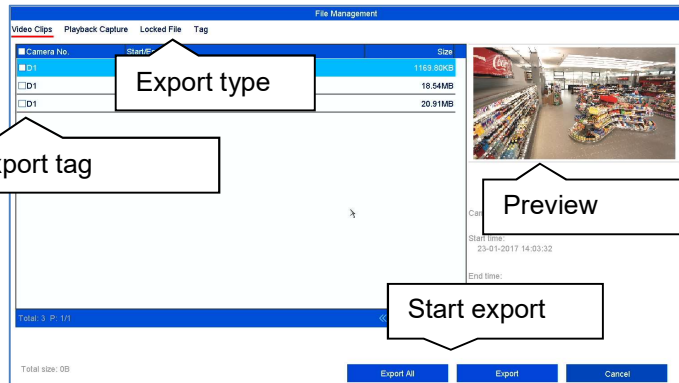 File Management
Video Clips Playback Capture Locked File Tag
Camera No. Start/E Size
D1 1169.80KB
D1 18.54MB
D1 20.91MB
Export type
port tag
Preview
Start time:
23-01-2017 14:03:32
End time:
Start export
Total: 3 P: 1/1
Total size: 0B
Export All Export Cancel